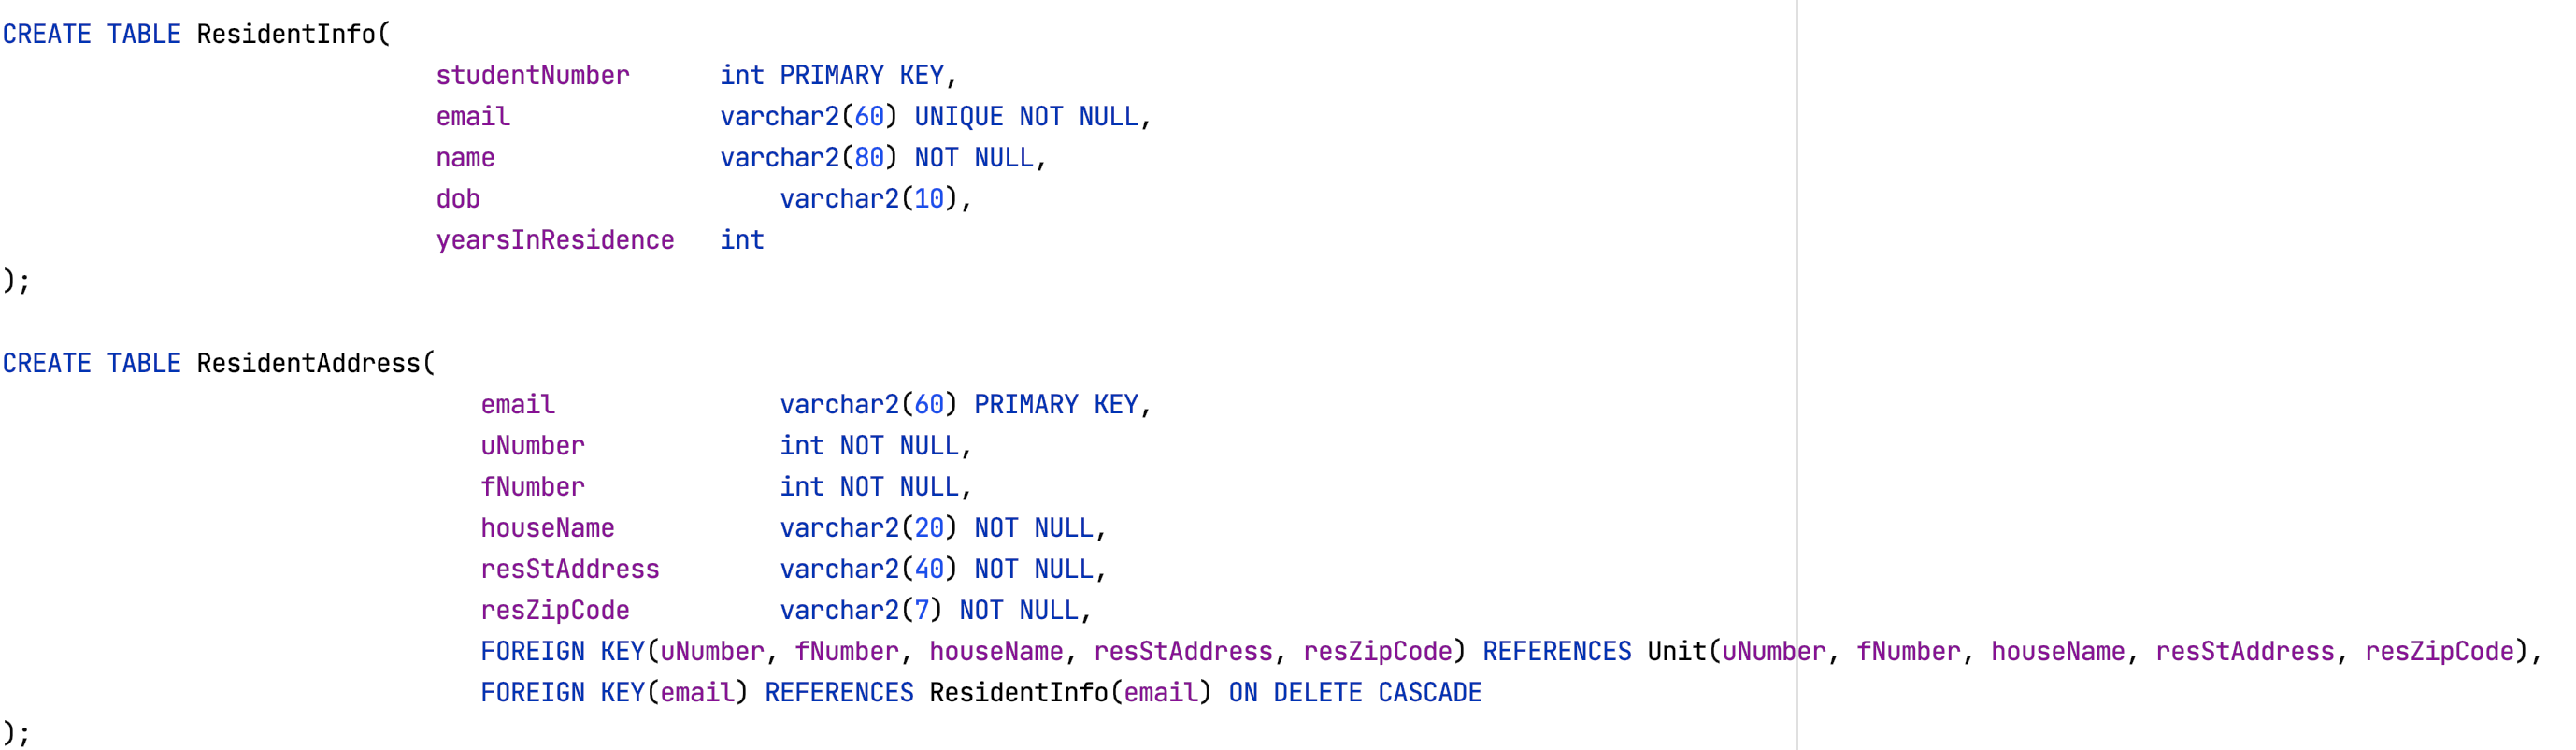 CREATE TABLE ResidentInfo(
studentNumber int PRIMARY KEY,
email varchar2(60) UNIQUE NOT NULL,
name varchar2(80) NOT NULL,
dob varchar2(10),
yearsInResidence int
);
CREATE TABLE ResidentAddress(
email varchar2(60) PRIMARY KEY,
uNumber int NOT NULL,
fNumber int NOT NULL,
houseName varchar2(20) NOT NULL,
resStAddress varchar2(40) NOT NULL,
resZipCode varchar2(7) NOT NULL,
FOREIGN KEY(uNumber, fNumber, houseName, resStAddress, resZipCode) REFERENCES Unit(uNumber, fNumber, houseName, resStAddress, resZipCode),
FOREIGN KEY(email) REFERENCES ResidentInfo(email) ON DELETE CASCADE
);